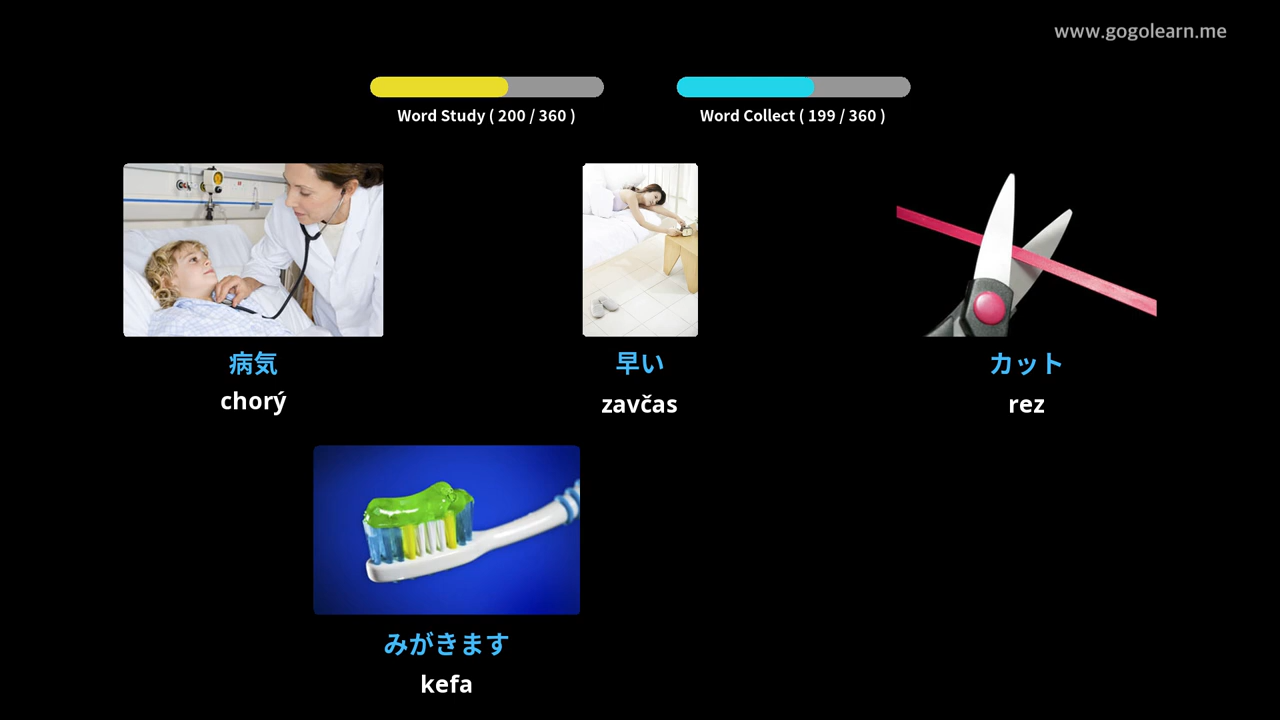 www.gogolearn.me
Word Study ( 200 / 360 )
Word Collect ( 199 / 360 )
病気
chorý
早い
zavčas
カット
rez
みがきます
kefa